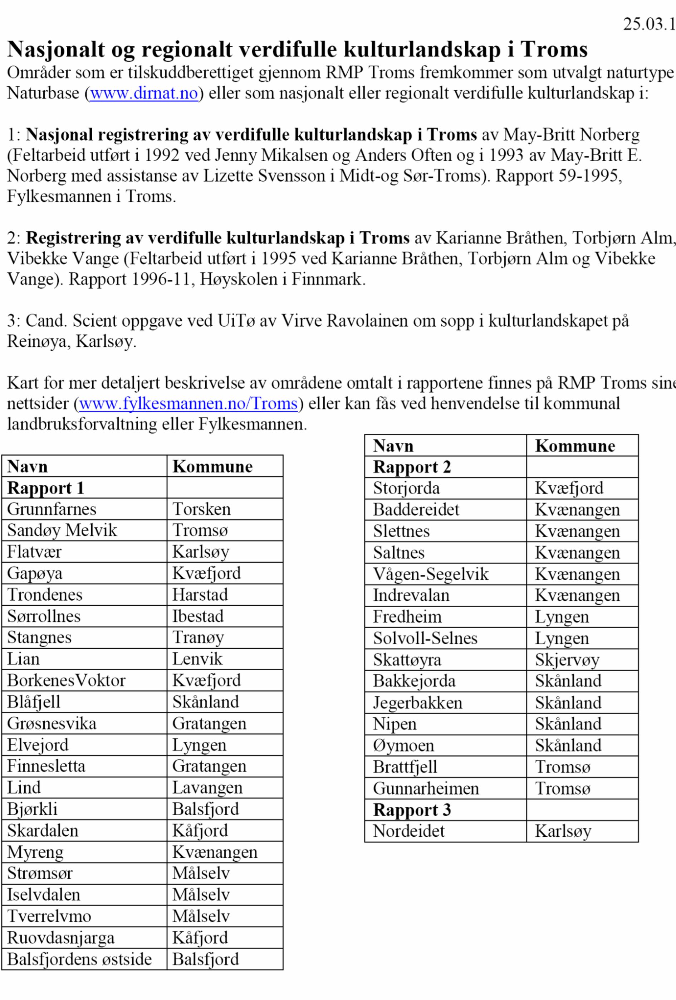 25.03.1
Nasjonalt og regionalt verdifulle kulturlandskap i Troms
Områder som er tilskuddberettiget gjennom RMP Troms fremkommer som utvalgt naturtype
Naturbase (www.dirnat.no) eller som nasjonalt eller regionalt verdifulle kulturlandskap i:
1: Nasjonal registrering av verdifulle kulturlandskap i Troms av May-Britt Norberg
(Feltarbeid utført i 1992 ved Jenny Mikalsen og Anders Often og i 1993 av May-Britt E.
Norberg med assistanse av Lizette Svensson i Midt-og Sør-Troms). Rapport 59-1995,
Fylkesmannen i Troms.
2: Registrering av verdifulle kulturlandskap i Troms av Karianne Bråthen, Torbjørn Alm,
Vibekke Vange (Feltarbeid utført i 1995 ved Karianne Bråthen, Torbjørn Alm og Vibekke
Vange). Rapport 1996-11, Høyskolen i Finnmark.
3: Cand. Scient oppgave ved UiTø av Virve Ravolainen om sopp i kulturlandskapet på
Reinøya, Karlsøy.
Kart for mer detaljert beskrivelse av områdene omtalt i rapportene finnes på RMP Troms sine
nettsider (www.fylkesmannen.no/Troms) eller kan fås ved henvendelse til kommunal
landbruksforvaltning eller Fylkesmannen.
Navn Kommune
Rapport 1
Grunnfarnes Torsken
Sandøy Melvik Tromsø
Flatvær Karlsøy
Gapøya Kvæfjord
Trondenes Harstad
Sørrollnes Ibestad
Stangnes Tranøy
Lian Lenvik
BorkenesVoktor Kvæfjord
Blåfjell Skånland
Grøsnesvika Gratangen
Elvejord Lyngen
Finnesletta Gratangen
Lind Lavangen
Bjørkli Balsfjord
Skardalen Kåfjord
Myreng Kvænangen
Strømsør Målselv
Iselvdalen Målselv
Tverrelvmo Målselv
Ruovdasnjarga Kåfjord
Balsfjordens østside Balsfjord
Navn Kommune
Rapport 2
Storjorda Kvæfjord
Baddereidet Kvænangen
Slettnes Kvænangen
Saltnes Kvænangen
Vågen-Segelvik Kvænangen
Indrevalan Kvænangen
Fredheim Lyngen
Solvoll-Selnes Lyngen
Skattøyra Skjervøy
Bakkejorda Skånland
Jegerbakken Skånland
Nipen Skånland
Øymoen Skånland
Brattfjell Tromsø
Gunnarheimen Tromsø
Rapport 3
Nordeidet Karlsøy